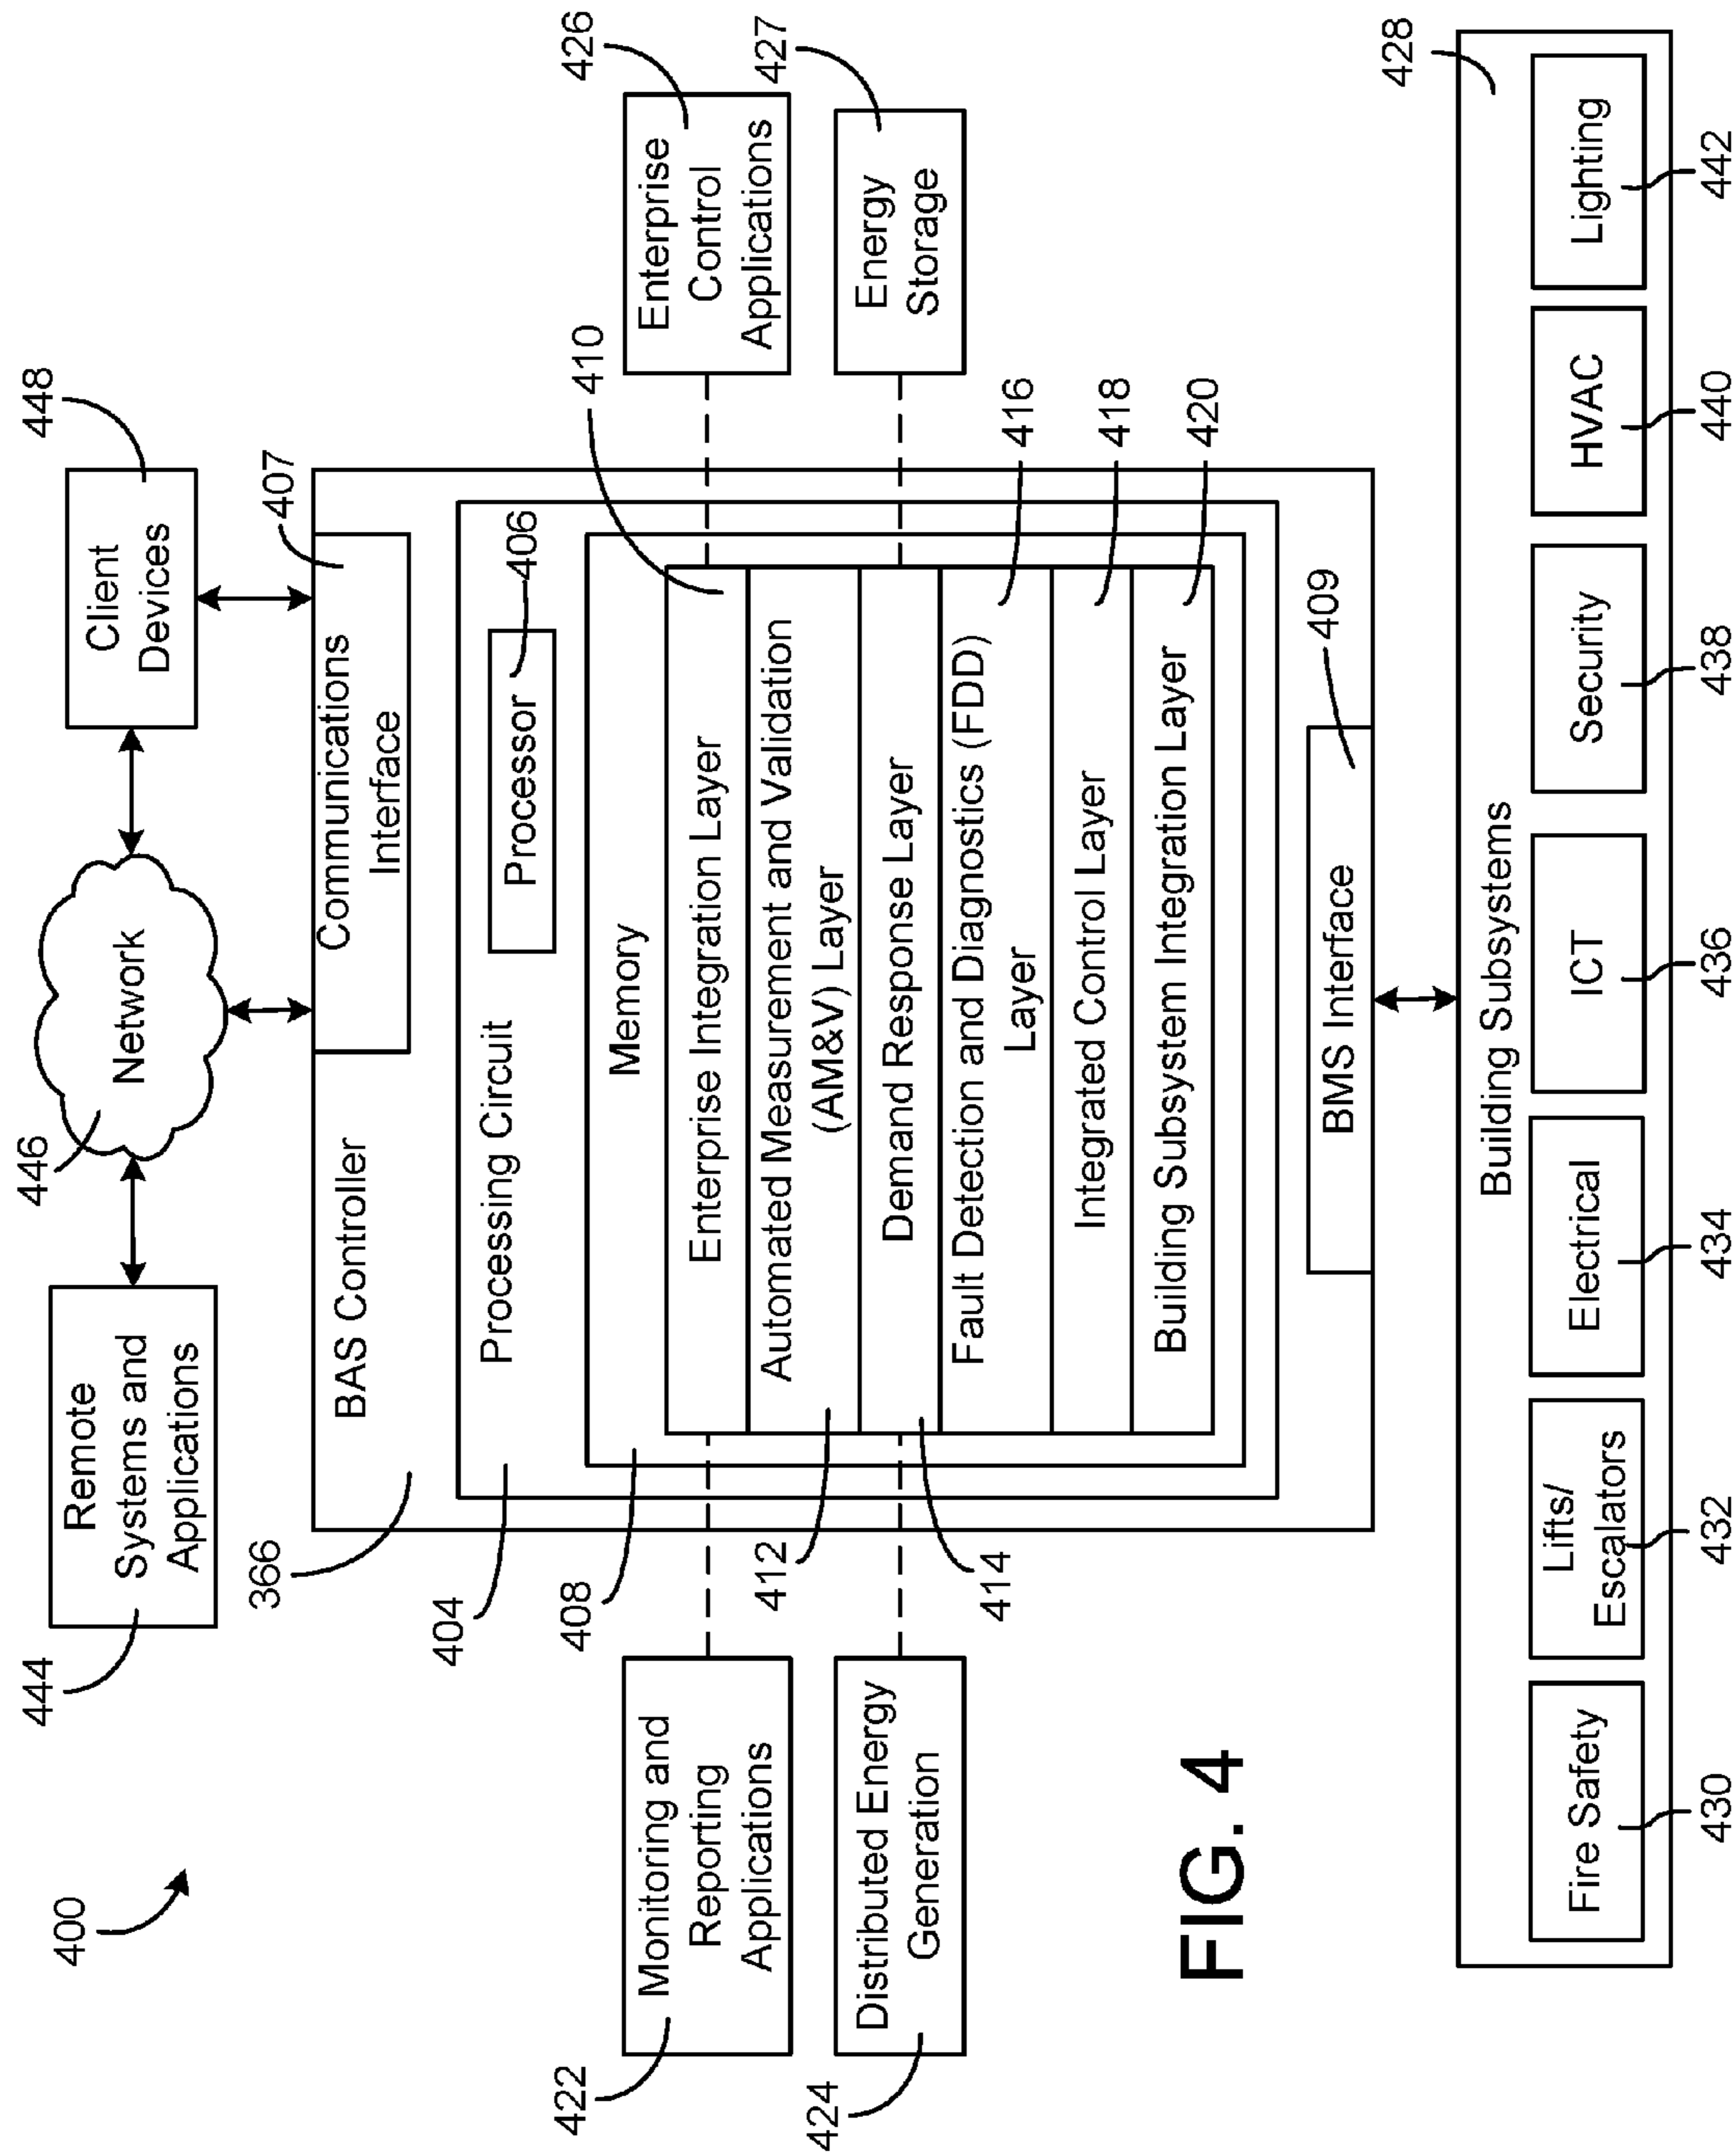 400
444
Remote
Systems and
Applications
446
Network
Client
Devices
448
366
BAS Controller
Communications
Interface
407
404
Processing Circuit
Processor
406
408
Memory
410
Enterprise Integration Layer
Automated Measurement and Validation
(AM&V) Layer
412
Demand Response Layer
414
Fault Detection and Diagnostics (FDD)
Layer
416
Integrated Control Layer
418
Building Subsystem Integration Layer
420
422
Monitoring and
Reporting
Applications
424
Distributed Energy
Generation
Enterprise
Control
Applications
426
Energy
Storage
427
BMS Interface
409
FIG. 4
Building Subsystems
428
Fire Safety
Lifts/
Escalators
Electrical
ICT
Security
HVAC
Lighting
430
432
434
436
438
440
442